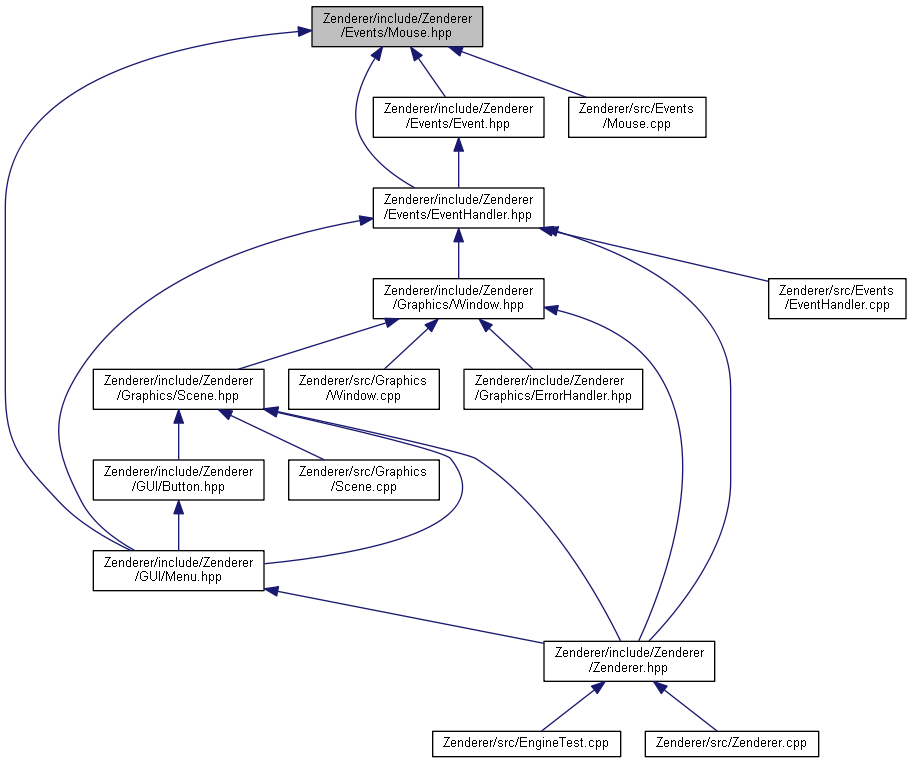 Zenderer/include/Zenderer
/Events/Mouse.hpp
Zenderer/include/Zenderer
/Events/Event.hpp
Zenderer/src/Events
/Mouse.cpp
Zenderer/include/Zenderer
/Events/EventHandler.hpp
Zenderer/include/Zenderer
/Graphics/Window.hpp
Zenderer/src/Events
/EventHandler.cpp
Zenderer/include/Zenderer
/Graphics/Scene.hpp
Zenderer/src/Graphics
/Window.cpp
Zenderer/include/Zenderer
/Graphics/ErrorHandler.hpp
Zenderer/include/Zenderer
/GUI/Button.hpp
Zenderer/src/Graphics
/Scene.cpp
Zenderer/include/Zenderer
/GUI/Menu.hpp
Zenderer/include/Zenderer
/Zenderer.hpp
Zenderer/src/EngineTest.cpp
Zenderer/src/Zenderer.cpp